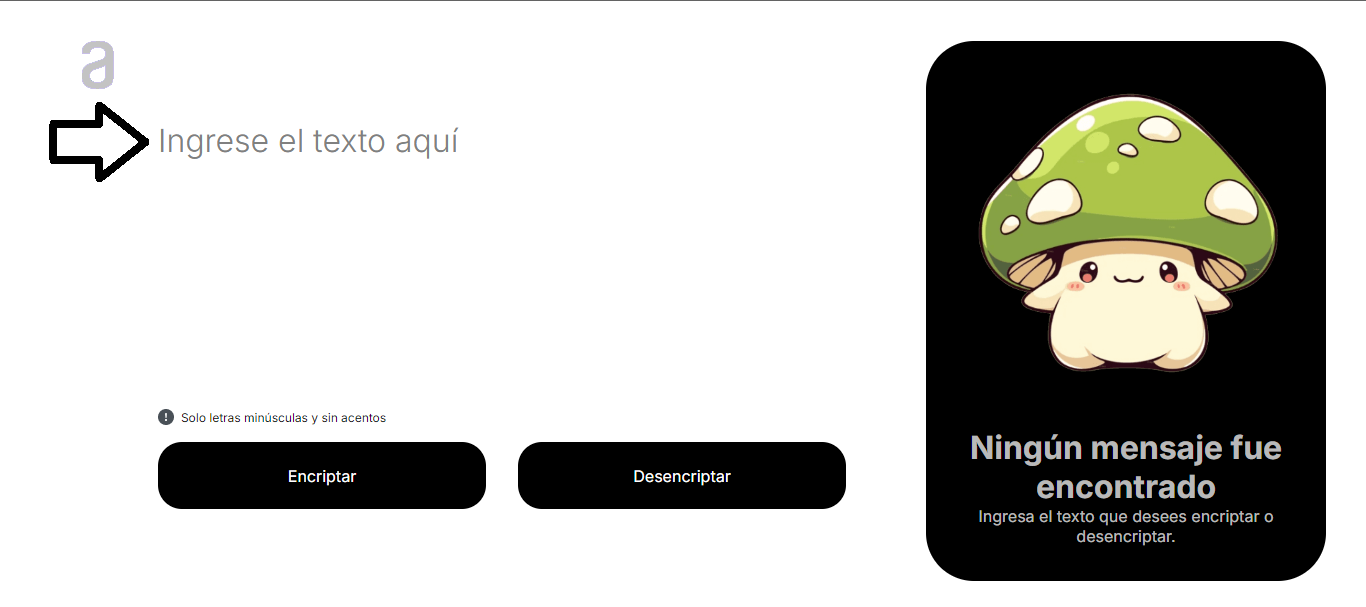 a
Ingrese el texto aquí
! Solo letras minúsculas y sin acentos
Encriptar
Desencriptar
Ningún mensaje fue
encontrado
Ingresa el texto que desees encriptar o
desencriptar.